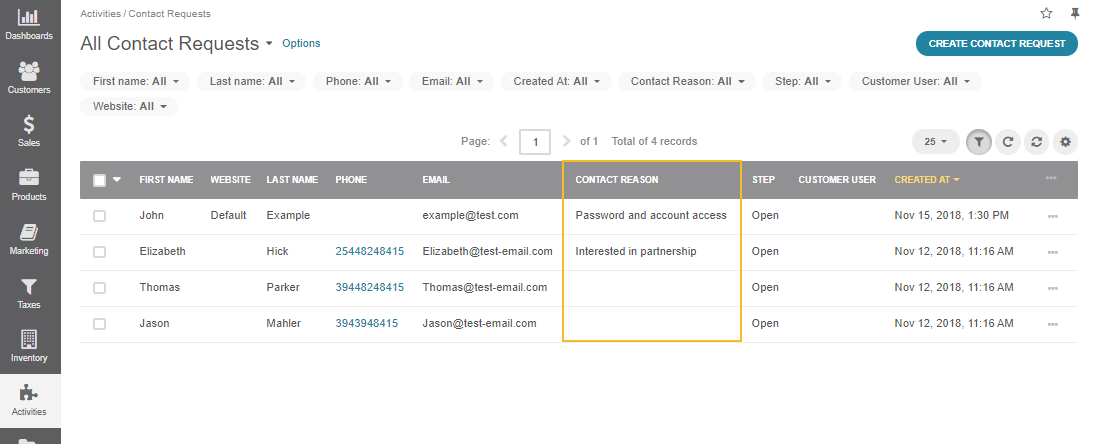 Activities / Contact Requests
All Contact Requests Options
CREATE CONTACT REQUEST
First name: All Last name: All Phone: All Email: All Created At: All Contact Reason: All Step: All Customer User: All
Website: All
Page: 1 of 1 Total of 4 records 25
FIRST NAME WEBSITE LAST NAME PHONE EMAIL CONTACT REASON STEP CUSTOMER USER CREATED AT
John Default Example example@test.com Password and account access Open Nov 15, 2018, 1:30 PM
Elizabeth Hick 25448248415 Elizabeth@test-email.com Interested in partnership Open Nov 12, 2018, 11:16 AM
Thomas Parker 39448248415 Thomas@test-email.com Open Nov 12, 2018, 11:16 AM
Jason Mahler 3943948415 Jason@test-email.com Open Nov 12, 2018, 11:16 AM
Dashboards
Customers
Sales
Products
Marketing
Taxes
Inventory
Activities